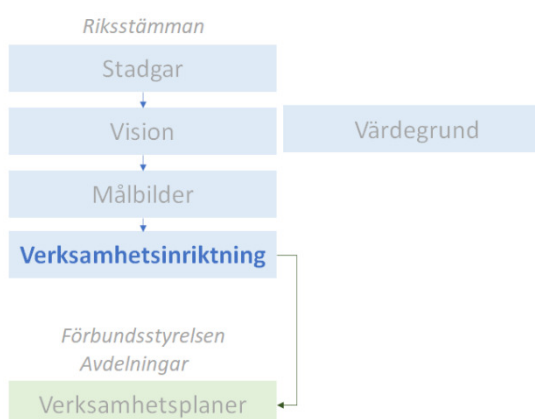 Riksstämman
Stadgar
Vision
Värdegrund
Målbilder
Verksamhetsinriktning
Förbundsstyrelsen
Avdelningar
Verksamhetsplaner